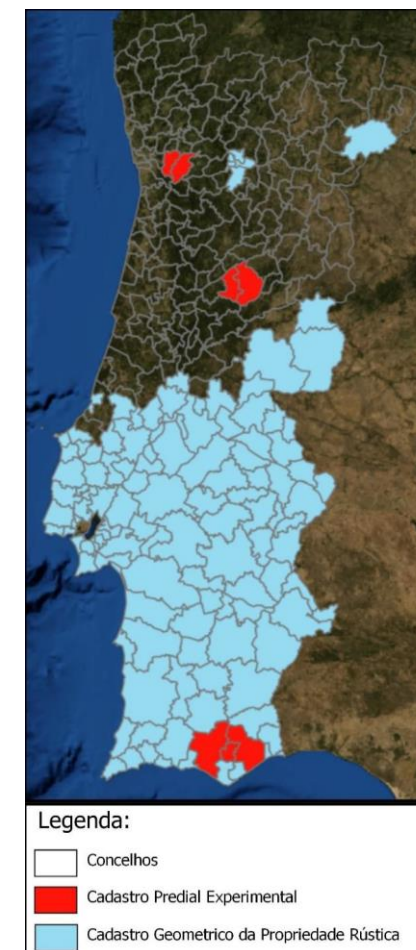 Legenda:
Concelhos
Cadastro Predial Experimental
Cadastro Geometrico da Propriedade Rústica